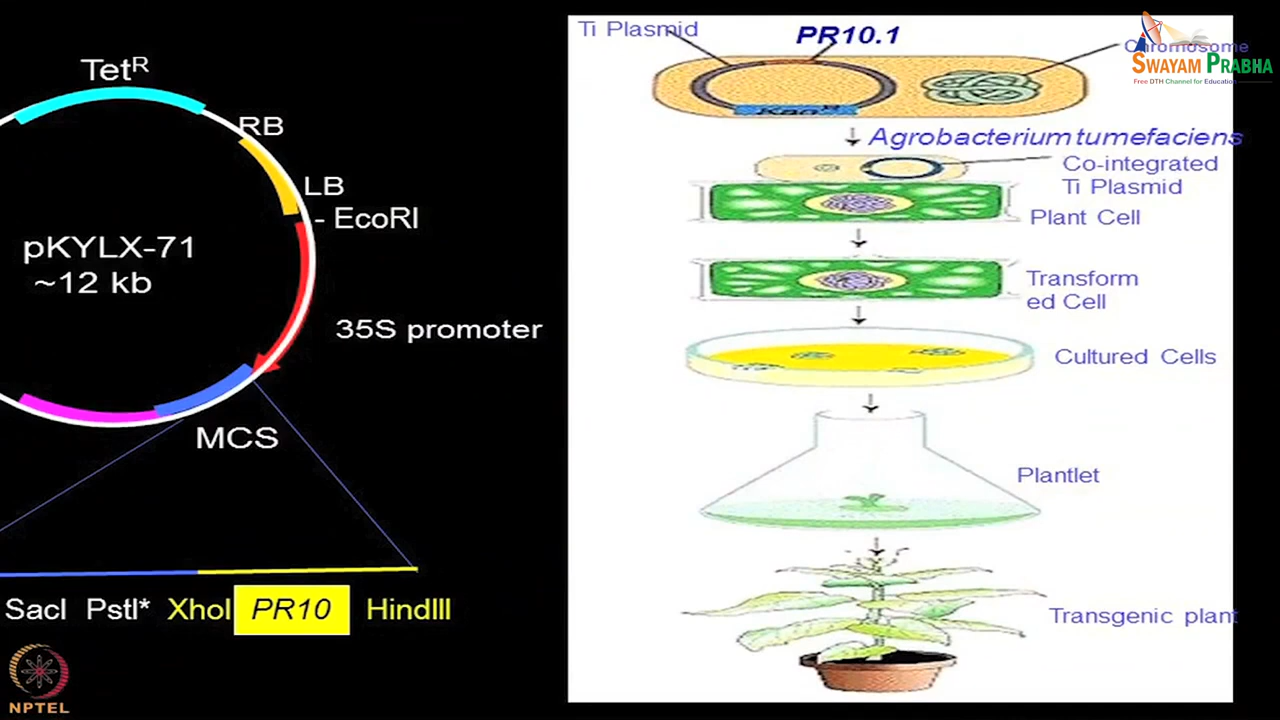 Tet^R
RB
LB
- EcoRI
pKYLX-71
~12 kb
35S promoter
MCS
SacI PstI* XhoI PR10 HindIII
NPTEL
Ti Plasmid
PR10.1
Chromosome
SWAYAM PRABHA
Free DTH Channel for Education
Kan^R
Agrobacterium tumefaciens
Co-integrated
Ti Plasmid
Plant Cell
Transform
ed Cell
Cultured Cells
Plantlet
Transgenic plant